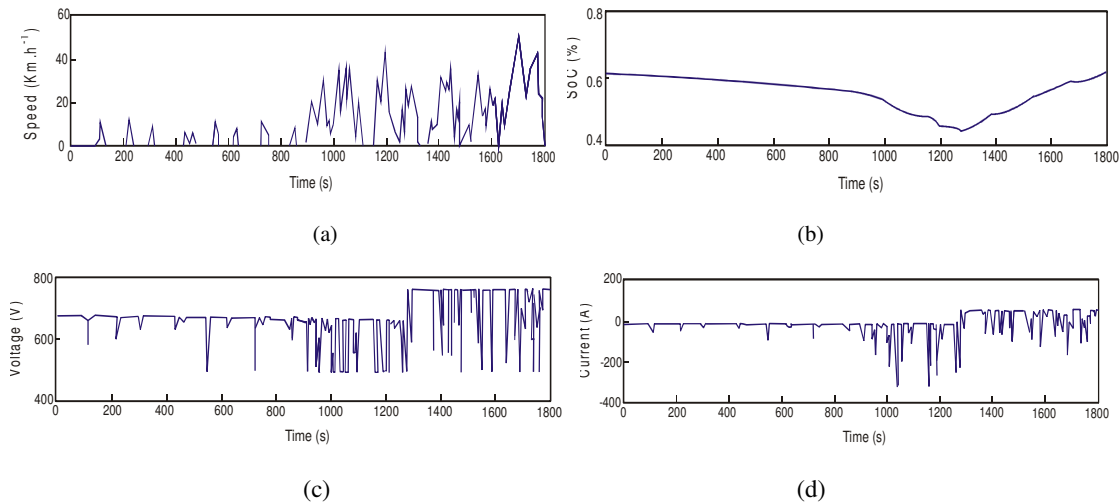 60
40
20
0
Speed (Km.h⁻¹)
0 200 400 600 800 1000 1200 1400 1600 1800
Time (s)
(a)
0.8
0.6
0.4
SoC (%)
0 200 400 600 800 1000 1200 1400 1600 1800
Time (s)
(b)
800
600
400
Voltage (V)
0 200 400 600 800 1000 1200 1400 1600 1800
Time (s)
(c)
200
0
-200
-400
Current (A)
0 200 400 600 800 1000 1200 1400 1600 1800
Time (s)
(d)